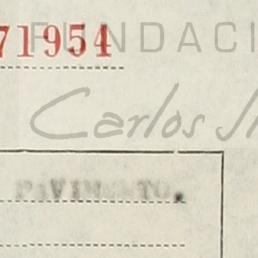 71954
FUNDACI
Carlos
PAVIMENTO.